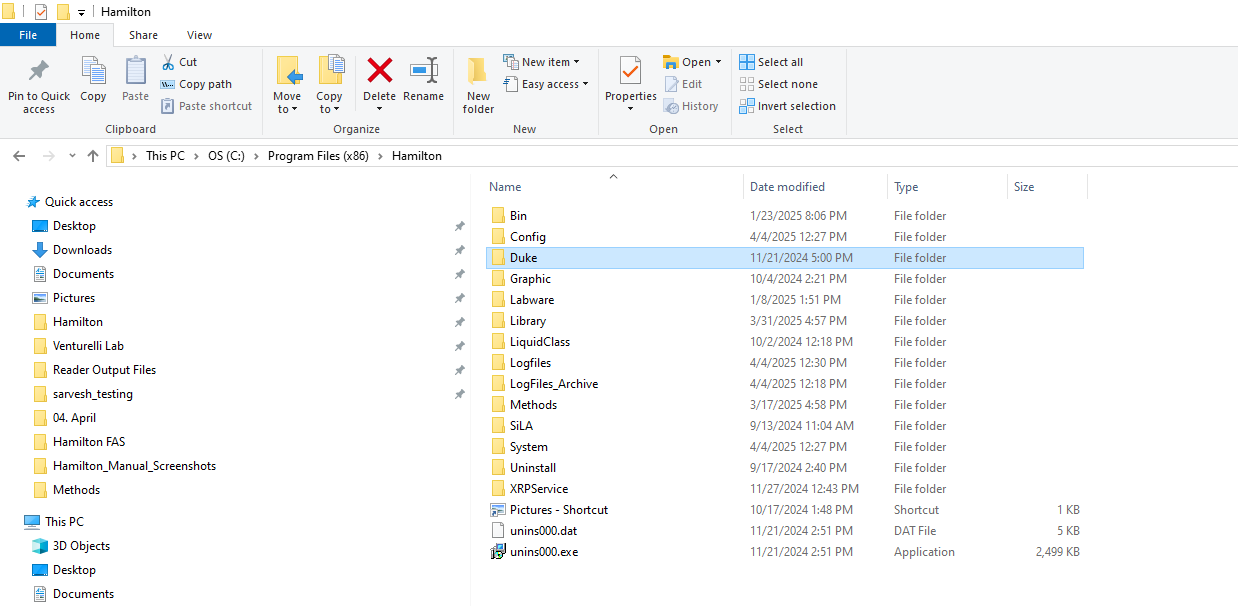 Hamilton
File Home Share View
Pin to Quick access
Copy
Paste
Cut
Copy path
Paste shortcut
Clipboard
Move to
Copy to
Delete
Rename
Organize
New folder
New item
Easy access
New
Properties
Open
Edit
History
Open
Select all
Select none
Invert selection
Select
This PC > OS (C:) > Program Files (x86) > Hamilton
Quick access
Desktop
Downloads
Documents
Pictures
Hamilton
Venturelli Lab
Reader Output Files
sarvesh_testing
04. April
Hamilton FAS
Hamilton_Manual_Screenshots
Methods
This PC
3D Objects
Desktop
Documents
Name Date modified Type Size
Bin 1/23/2025 8:06 PM File folder
Config 4/4/2025 12:27 PM File folder
Duke 11/21/2024 5:00 PM File folder
Graphic 10/4/2024 2:21 PM File folder
Labware 1/8/2025 1:51 PM File folder
Library 3/31/2025 4:57 PM File folder
LiquidClass 10/2/2024 12:18 PM File folder
Logfiles 4/4/2025 12:30 PM File folder
LogFiles_Archive 4/4/2025 12:18 PM File folder
Methods 3/17/2025 4:58 PM File folder
SiLA 9/13/2024 11:04 AM File folder
System 4/4/2025 12:27 PM File folder
Uninstall 9/17/2024 2:40 PM File folder
XRPService 11/27/2024 12:43 PM File folder
Pictures - Shortcut 10/17/2024 1:48 PM Shortcut 1 KB
unins000.dat 11/21/2024 2:51 PM DAT File 5 KB
unins000.exe 11/21/2024 2:51 PM Application 2,499 KB